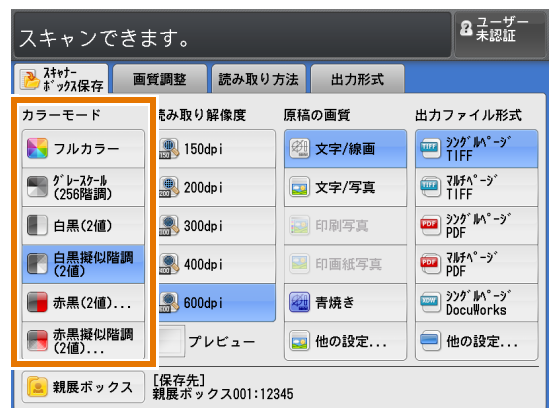 スキャンできます。
ユーザー
未認証
スキャナー
ボックス保存
画質調整
読み取り方法
出力形式
カラーモード
フルカラー
グレースケール
(256階調)
白黒(2値)
白黒擬似階調
(2値)
赤黒(2値)...
赤黒擬似階調
(2値)...
読み取り解像度
150dpi
200dpi
300dpi
400dpi
600dpi
プレビュー
原稿の画質
文字/線画
文字/写真
印刷写真
印画紙写真
青焼き
他の設定...
出力ファイル形式
TIFF
シングルページ
TIFF
TIFF
マルチページ
TIFF
PDF
シングルページ
PDF
PDF
マルチページ
PDF
XDW
シングルページ
DocuWorks
他の設定...
親展ボックス
[保存先]
親展ボックス001:12345